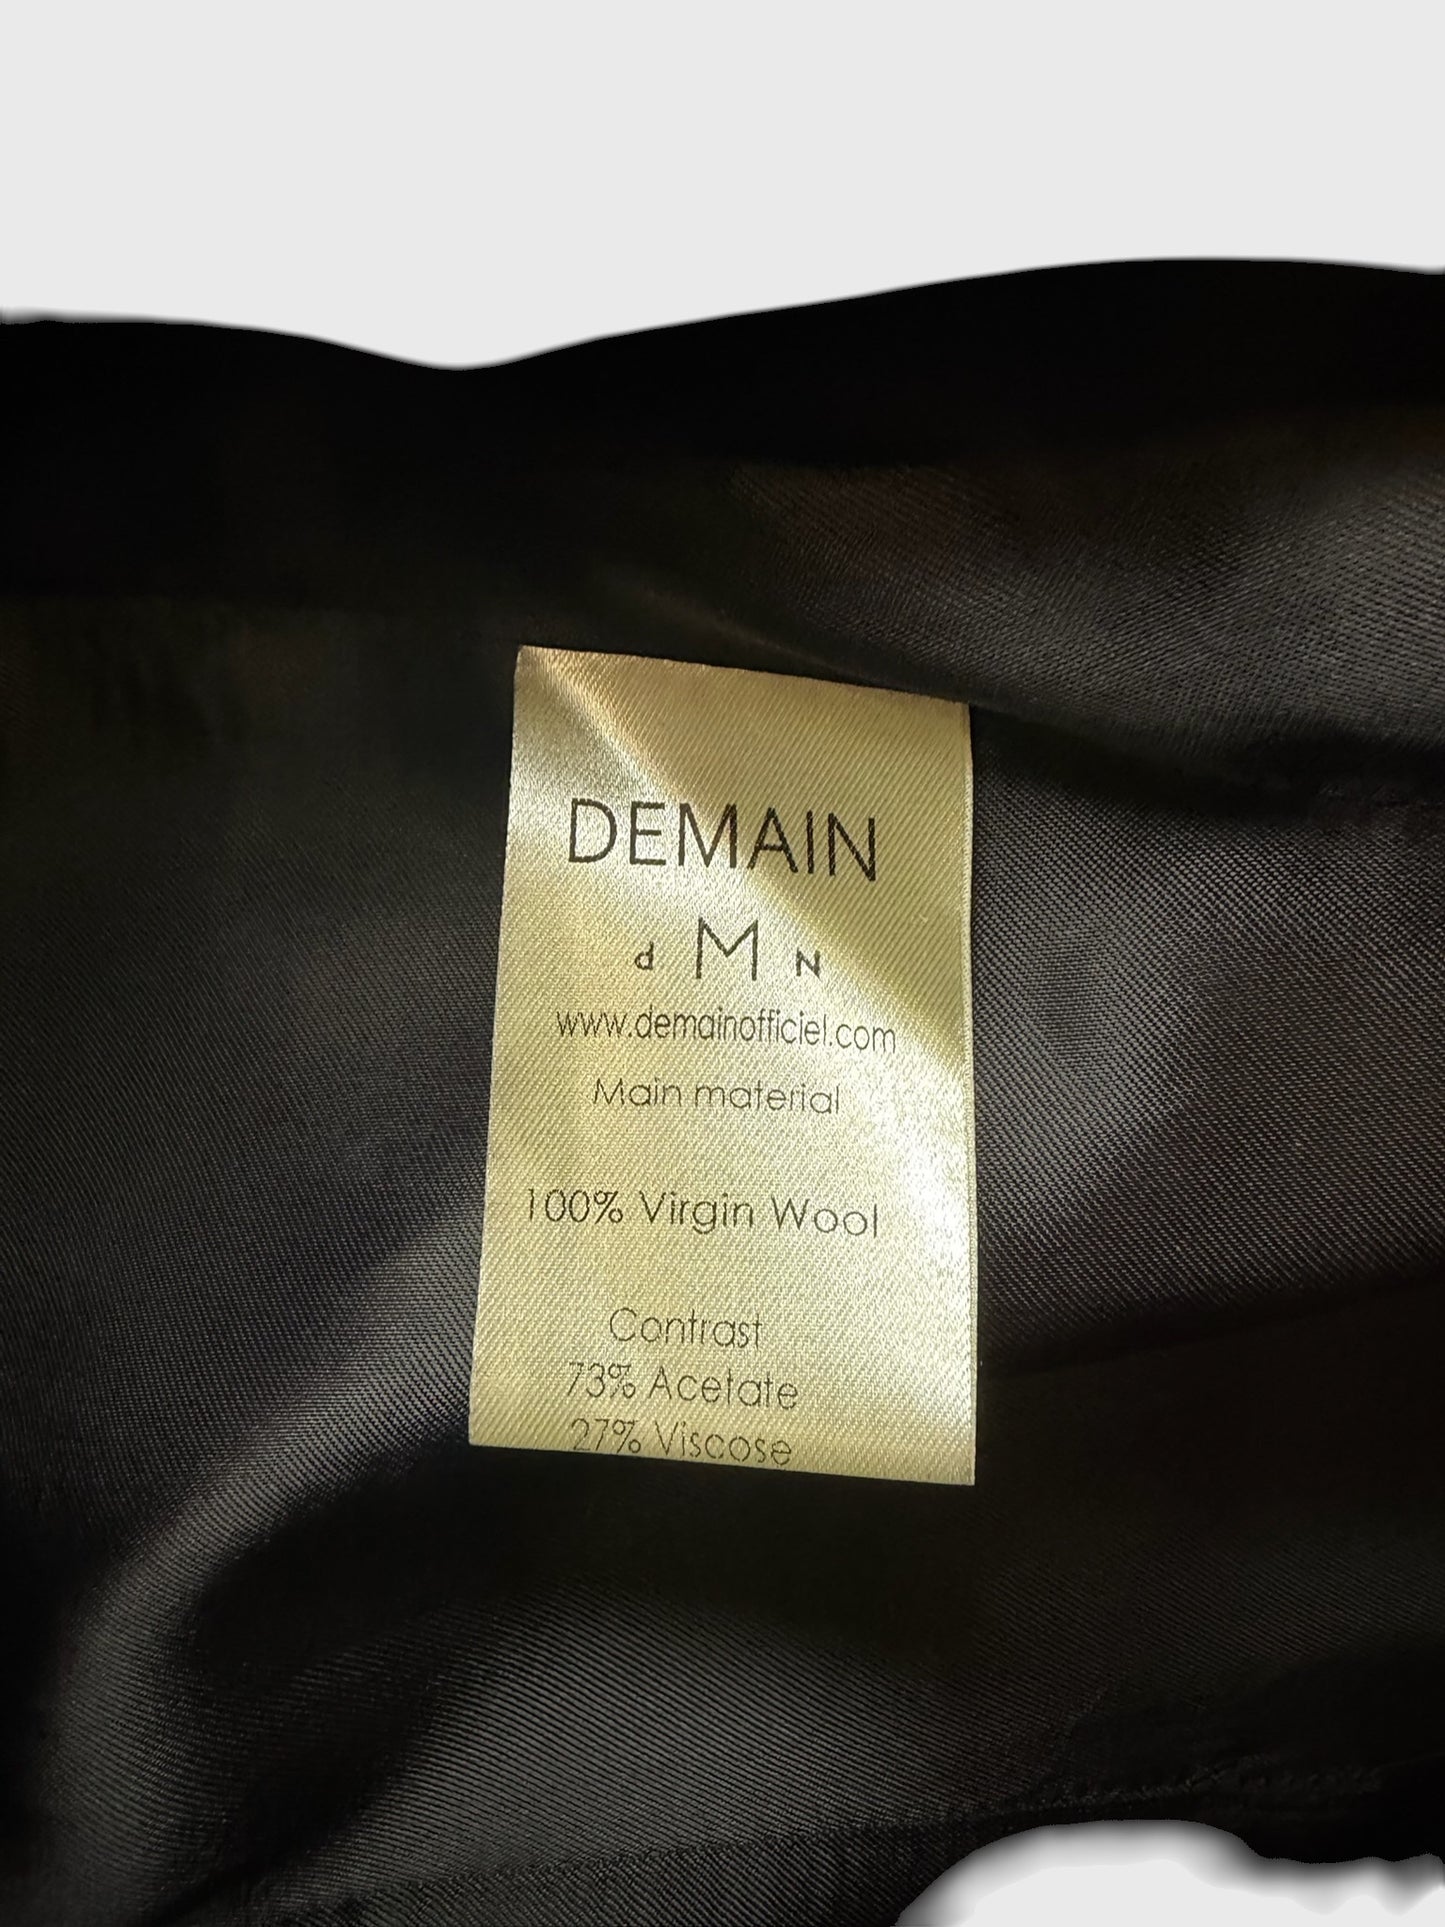 DEMAIN
d M N
www.demainofficiel.com
Main material
100% Virgin Wool
Contrast
73% Acetate
27% Viscose